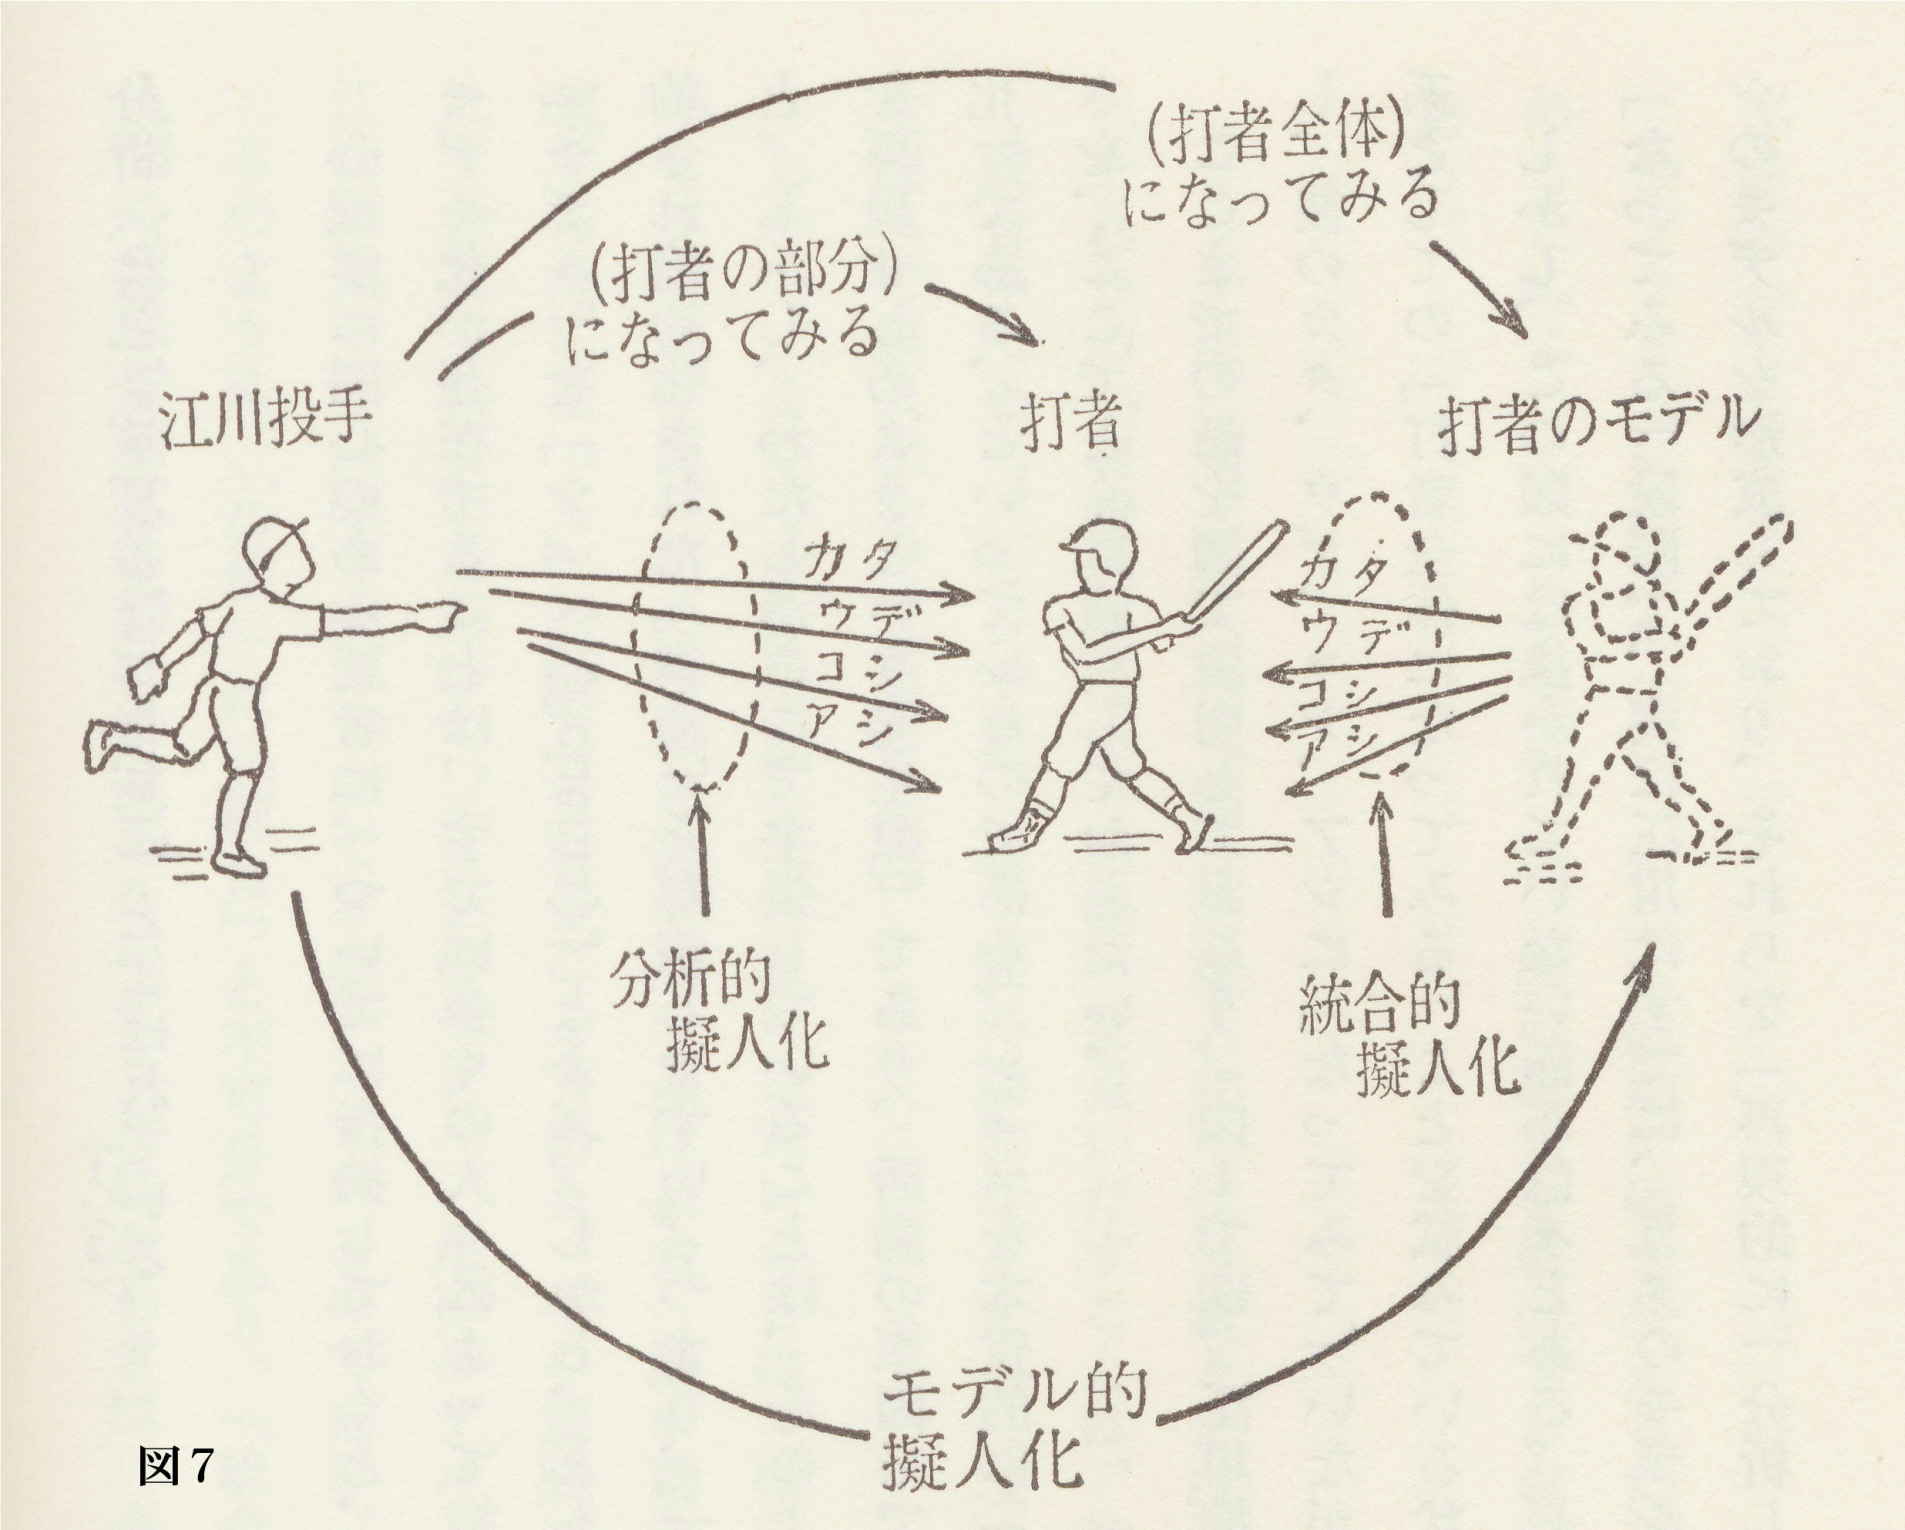 (打者全体)
になってみる
(打者の部分)
になってみる
江川投手
打者
打者のモデル
カタ
ウデ
コシ
アシ
カタ
ウデ
コシ
アシ
分析的
擬人化
統合的
擬人化
モデル的
擬人化
図7